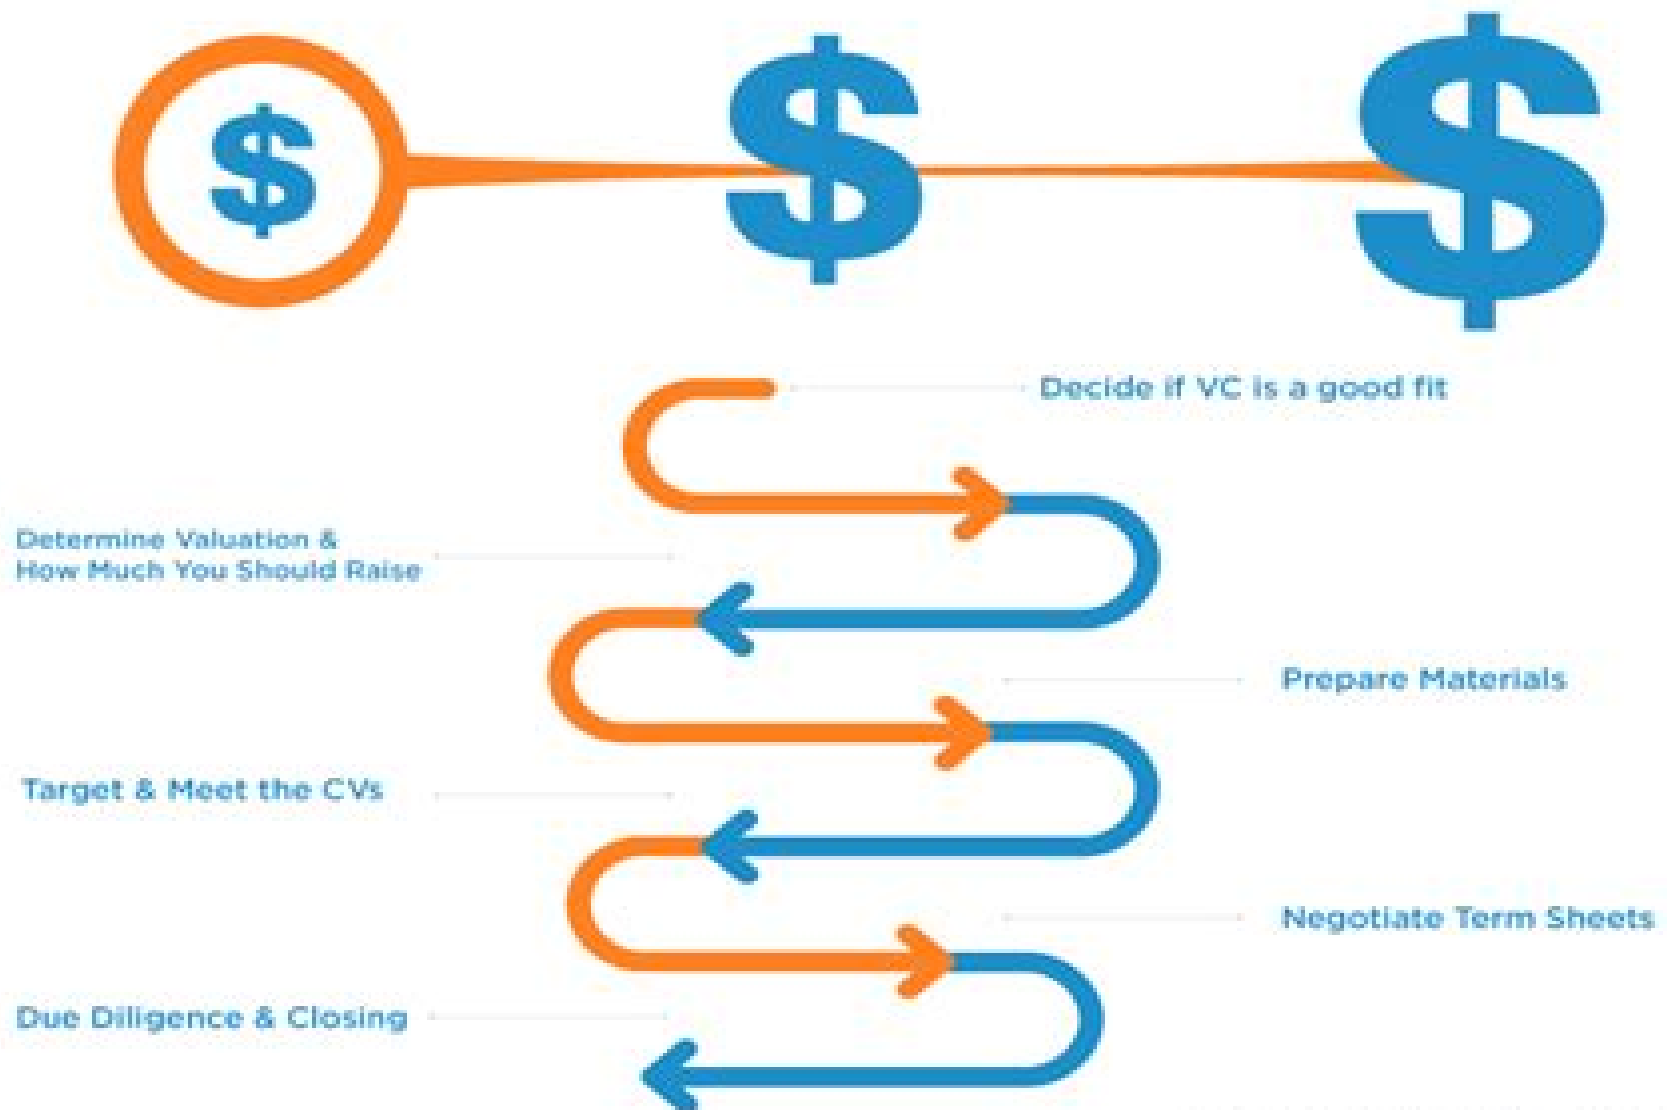 $
$
$
Decide if VC is a good fit
Determine Valuation &
How Much You Should Raise
Prepare Materials
Target & Meet the CVs
Negotiate Term Sheets
Due Diligence & Closing